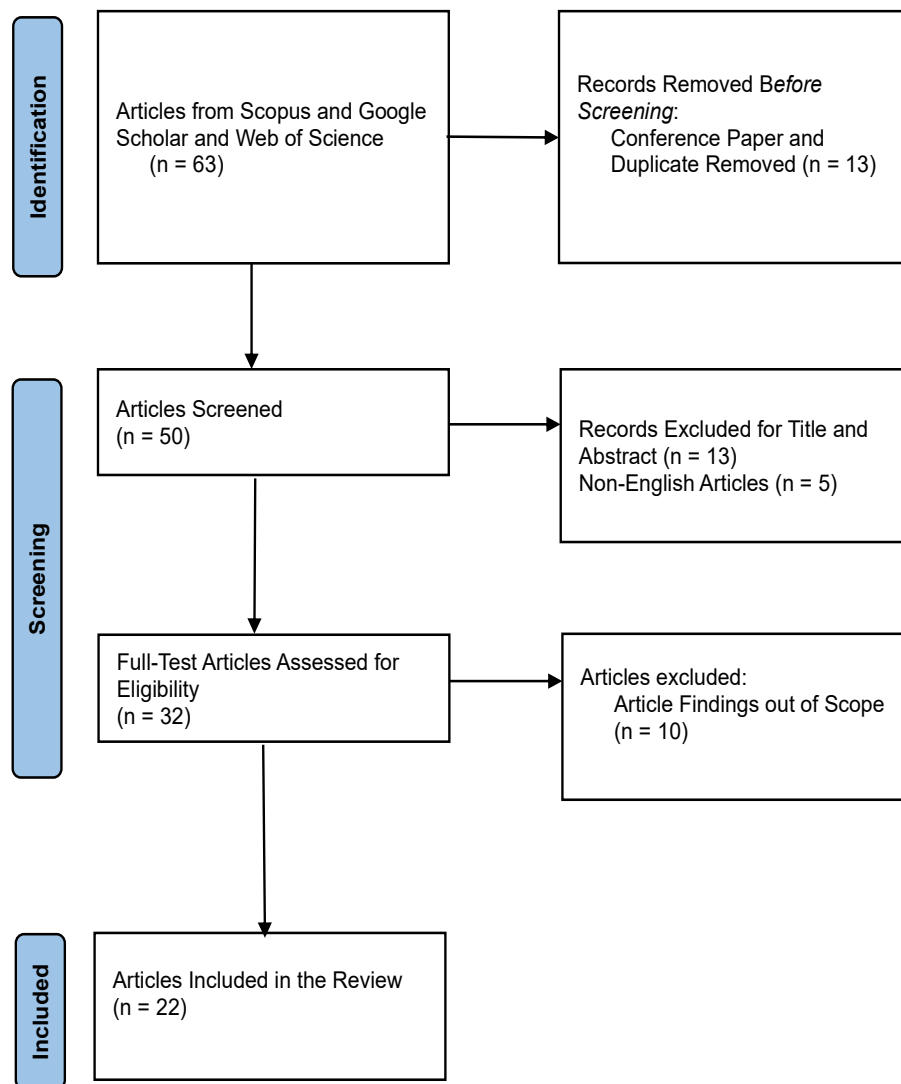 Identification
Articles from Scopus and Google
Scholar and Web of Science
(n = 63)
Records Removed Before
Screening:
Conference Paper and
Duplicate Removed (n = 13)
Screening
Articles Screened
(n = 50)
Records Excluded for Title and
Abstract (n = 13)
Non-English Articles (n = 5)
Full-Test Articles Assessed for
Eligibility
(n = 32)
Articles excluded:
Article Findings out of Scope
(n = 10)
Included
Articles Included in the Review
(n = 22)